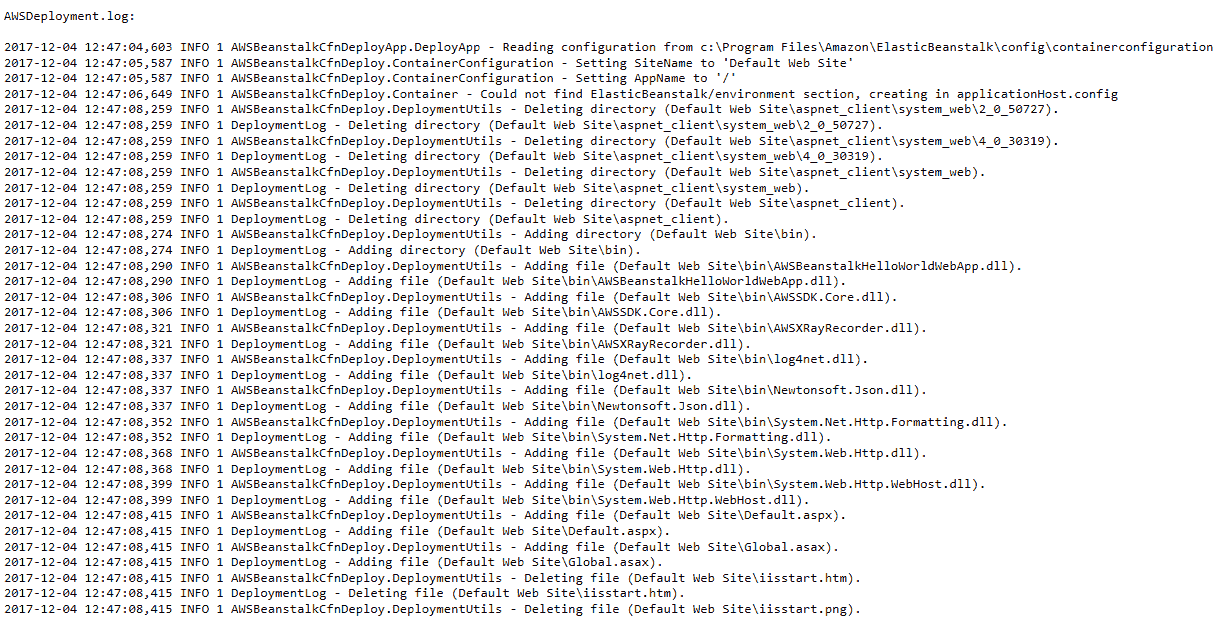 AWSDeployment.log:
2017-12-04 12:47:04,603 INFO 1 AWSBeanstalkCfnDeployApp.DeployApp - Reading configuration from c:\Program Files\Amazon\ElasticBeanstalk\config\containerconfiguration
2017-12-04 12:47:05,587 INFO 1 AWSBeanstalkCfnDeploy.ContainerConfiguration - Setting SiteName to 'Default Web Site'
2017-12-04 12:47:05,587 INFO 1 AWSBeanstalkCfnDeploy.ContainerConfiguration - Setting AppName to '/'
2017-12-04 12:47:06,649 INFO 1 AWSBeanstalkCfnDeploy.Container - Could not find ElasticBeanstalk/environment section, creating in applicationHost.config
2017-12-04 12:47:08,259 INFO 1 AWSBeanstalkCfnDeploy.DeploymentUtils - Deleting directory (Default Web Site\aspnet_client\system_web\2_0_50727).
2017-12-04 12:47:08,259 INFO 1 DeploymentLog - Deleting directory (Default Web Site\aspnet_client\system_web\2_0_50727).
2017-12-04 12:47:08,259 INFO 1 AWSBeanstalkCfnDeploy.DeploymentUtils - Deleting directory (Default Web Site\aspnet_client\system_web\4_0_30319).
2017-12-04 12:47:08,259 INFO 1 DeploymentLog - Deleting directory (Default Web Site\aspnet_client\system_web\4_0_30319).
2017-12-04 12:47:08,259 INFO 1 AWSBeanstalkCfnDeploy.DeploymentUtils - Deleting directory (Default Web Site\aspnet_client\system_web).
2017-12-04 12:47:08,259 INFO 1 DeploymentLog - Deleting directory (Default Web Site\aspnet_client\system_web).
2017-12-04 12:47:08,259 INFO 1 AWSBeanstalkCfnDeploy.DeploymentUtils - Deleting directory (Default Web Site\aspnet_client).
2017-12-04 12:47:08,259 INFO 1 DeploymentLog - Deleting directory (Default Web Site\aspnet_client).
2017-12-04 12:47:08,274 INFO 1 AWSBeanstalkCfnDeploy.DeploymentUtils - Adding directory (Default Web Site\bin).
2017-12-04 12:47:08,274 INFO 1 DeploymentLog - Adding directory (Default Web Site\bin).
2017-12-04 12:47:08,290 INFO 1 AWSBeanstalkCfnDeploy.DeploymentUtils - Adding file (Default Web Site\bin\AWSBeanstalkHelloWorldWebApp.dll).
2017-12-04 12:47:08,290 INFO 1 DeploymentLog - Adding file (Default Web Site\bin\AWSBeanstalkHelloWorldWebApp.dll).
2017-12-04 12:47:08,306 INFO 1 AWSBeanstalkCfnDeploy.DeploymentUtils - Adding file (Default Web Site\bin\AWSSDK.Core.dll).
2017-12-04 12:47:08,306 INFO 1 DeploymentLog - Adding file (Default Web Site\bin\AWSSDK.Core.dll).
2017-12-04 12:47:08,321 INFO 1 AWSBeanstalkCfnDeploy.DeploymentUtils - Adding file (Default Web Site\bin\AWSXRayRecorder.dll).
2017-12-04 12:47:08,321 INFO 1 DeploymentLog - Adding file (Default Web Site\bin\AWSXRayRecorder.dll).
2017-12-04 12:47:08,337 INFO 1 AWSBeanstalkCfnDeploy.DeploymentUtils - Adding file (Default Web Site\bin\log4net.dll).
2017-12-04 12:47:08,337 INFO 1 DeploymentLog - Adding file (Default Web Site\bin\log4net.dll).
2017-12-04 12:47:08,337 INFO 1 AWSBeanstalkCfnDeploy.DeploymentUtils - Adding file (Default Web Site\bin\Newtonsoft.Json.dll).
2017-12-04 12:47:08,337 INFO 1 DeploymentLog - Adding file (Default Web Site\bin\Newtonsoft.Json.dll).
2017-12-04 12:47:08,352 INFO 1 AWSBeanstalkCfnDeploy.DeploymentUtils - Adding file (Default Web Site\bin\System.Net.Http.Formatting.dll).
2017-12-04 12:47:08,352 INFO 1 DeploymentLog - Adding file (Default Web Site\bin\System.Net.Http.Formatting.dll).
2017-12-04 12:47:08,368 INFO 1 AWSBeanstalkCfnDeploy.DeploymentUtils - Adding file (Default Web Site\bin\System.Web.Http.dll).
2017-12-04 12:47:08,368 INFO 1 DeploymentLog - Adding file (Default Web Site\bin\System.Web.Http.dll).
2017-12-04 12:47:08,399 INFO 1 AWSBeanstalkCfnDeploy.DeploymentUtils - Adding file (Default Web Site\bin\System.Web.Http.WebHost.dll).
2017-12-04 12:47:08,399 INFO 1 DeploymentLog - Adding file (Default Web Site\bin\System.Web.Http.WebHost.dll).
2017-12-04 12:47:08,415 INFO 1 AWSBeanstalkCfnDeploy.DeploymentUtils - Adding file (Default Web Site\Default.aspx).
2017-12-04 12:47:08,415 INFO 1 DeploymentLog - Adding file (Default Web Site\Default.aspx).
2017-12-04 12:47:08,415 INFO 1 AWSBeanstalkCfnDeploy.DeploymentUtils - Adding file (Default Web Site\Global.asax).
2017-12-04 12:47:08,415 INFO 1 DeploymentLog - Adding file (Default Web Site\Global.asax).
2017-12-04 12:47:08,415 INFO 1 AWSBeanstalkCfnDeploy.DeploymentUtils - Deleting file (Default Web Site\iisstart.htm).
2017-12-04 12:47:08,415 INFO 1 DeploymentLog - Deleting file (Default Web Site\iisstart.htm).
2017-12-04 12:47:08,415 INFO 1 AWSBeanstalkCfnDeploy.DeploymentUtils - Deleting file (Default Web Site\iisstart.png).